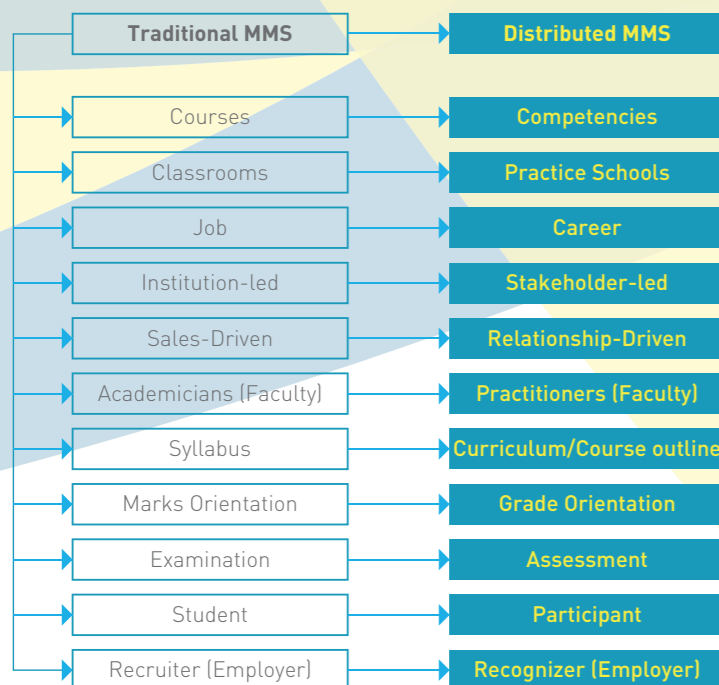 Traditional MMS Distributed MMS
Courses Competencies
Classrooms Practice Schools
Job Career
Institution-led Stakeholder-led
Sales-Driven Relationship-Driven
Academicians (Faculty) Practitioners (Faculty)
Syllabus Curriculum/Course outline
Marks Orientation Grade Orientation
Examination Assessment
Student Participant
Recruiter (Employer) Recognizer (Employer)